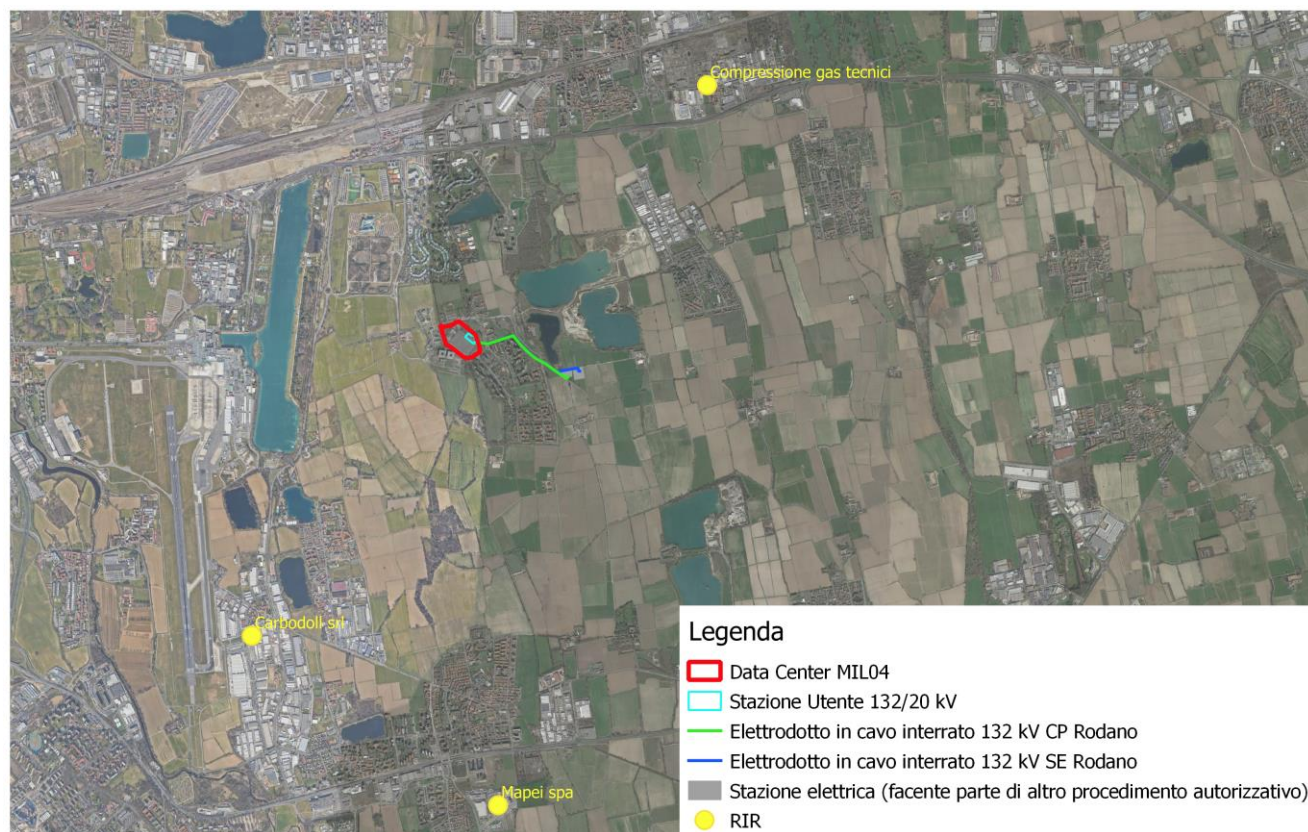 Compressione gas tecnici
Carbodoli srl
Mapei spa
Legenda
Data Center MIL04
Stazione Utente 132/20 kV
Elettrodotto in cavo interrato 132 kV CP Rodano
Elettrodotto in cavo interrato 132 kV SE Rodano
Stazione elettrica (facente parte di altro procedimento autorizzativo)
RIR